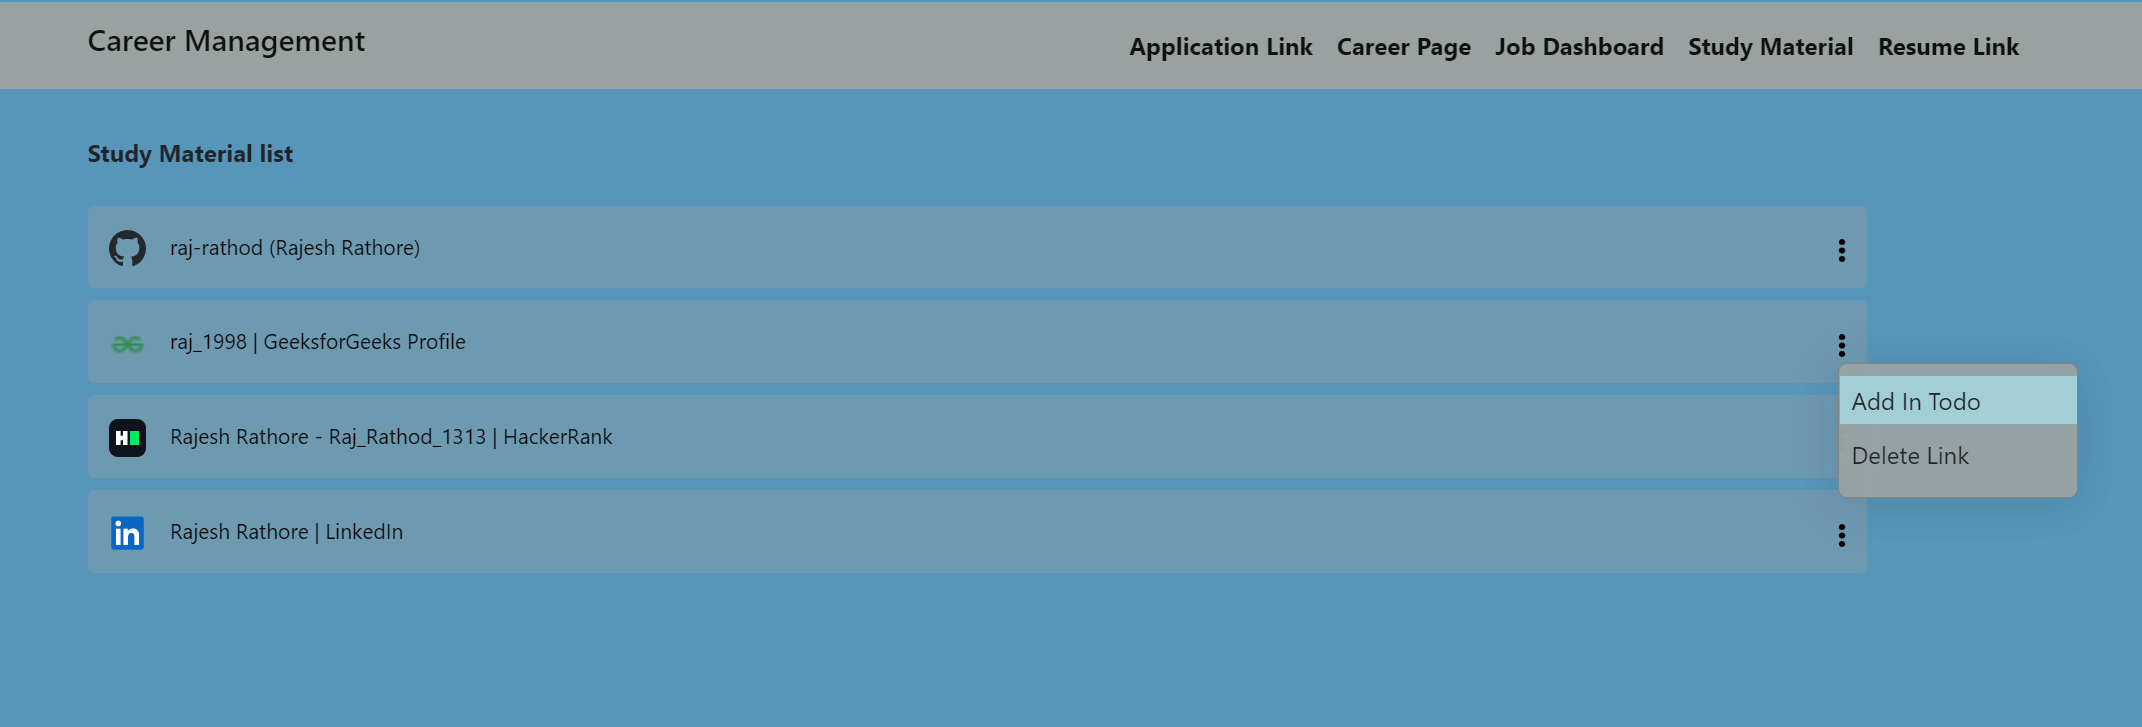 Career Management
Application Link Career Page Job Dashboard Study Material Resume Link
Study Material list
raj-rathod (Rajesh Rathore)
raj_1998 | GeeksforGeeks Profile
Add In Todo
Rajesh Rathore - Raj_Rathod_1313 | HackerRank
Delete Link
Rajesh Rathore | LinkedIn